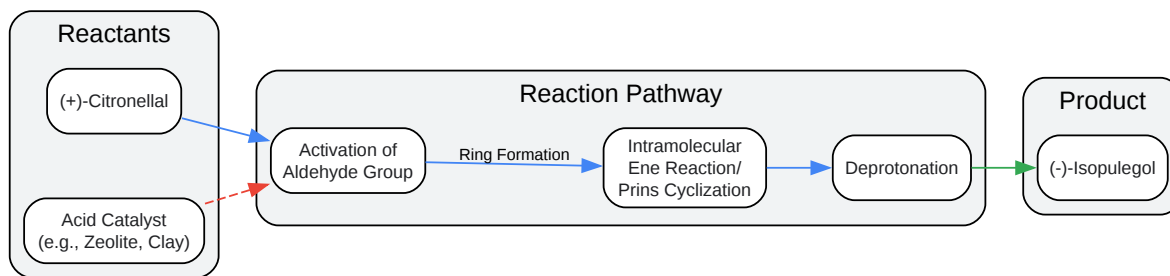 Reactants
(+)-Citronellal
Acid Catalyst
(e.g., Zeolite, Clay)
Reaction Pathway
Activation of
Aldehyde Group
Ring Formation
Intramolecular
Ene Reaction/
Prins Cyclization
Deprotonation
Product
(-)-Isopulegol